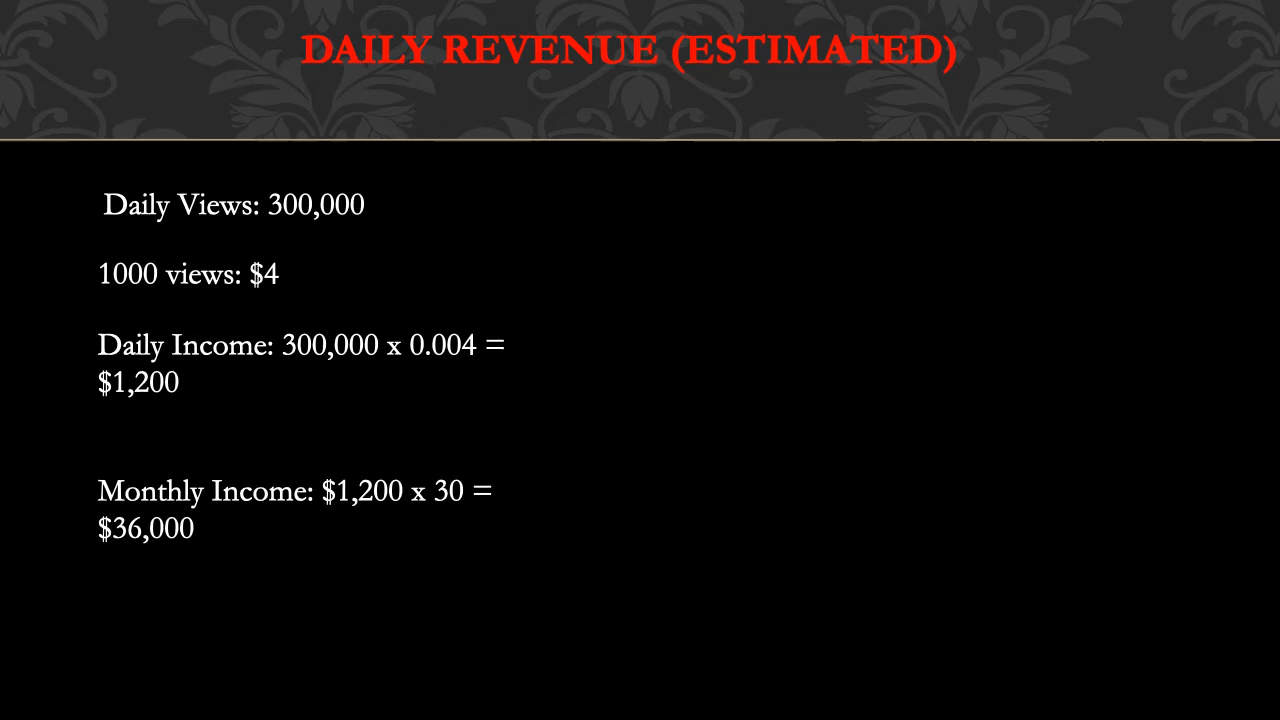 DAILY REVENUE (ESTIMATED)
Daily Views: 300,000
1000 views: $4
Daily Income: 300,000 x 0.004 =
$1,200
Monthly Income: $1,200 x 30 =
$36,000